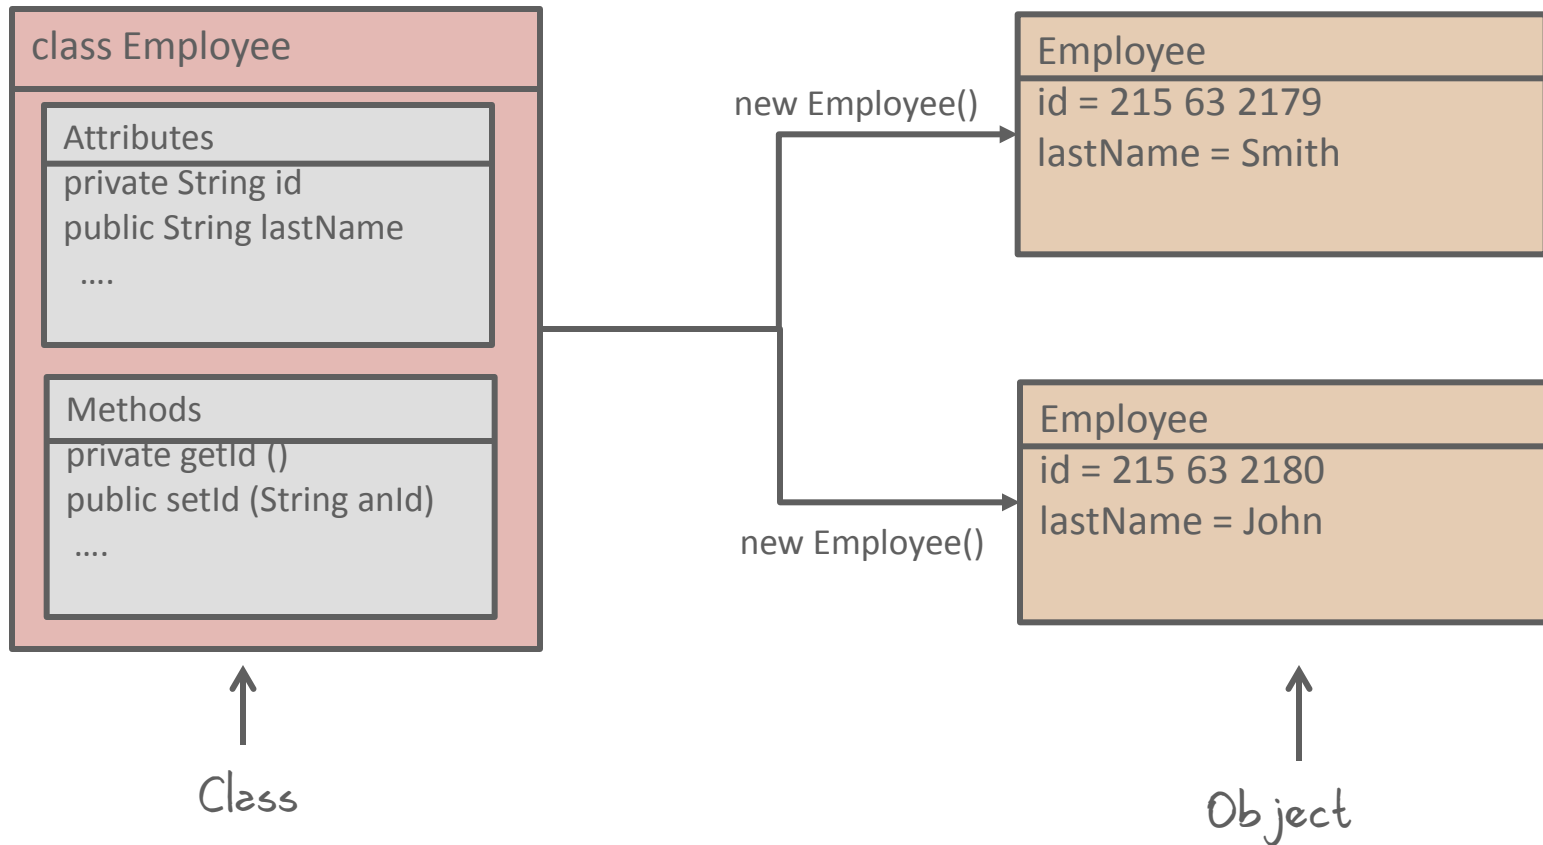 class Employee
Attributes
private String id
public String lastName
....
Methods
private getId ()
public setId (String anId)
....
Class
new Employee()
Employee
id = 215 63 2179
lastName = Smith
new Employee()
Employee
id = 215 63 2180
lastName = John
Object